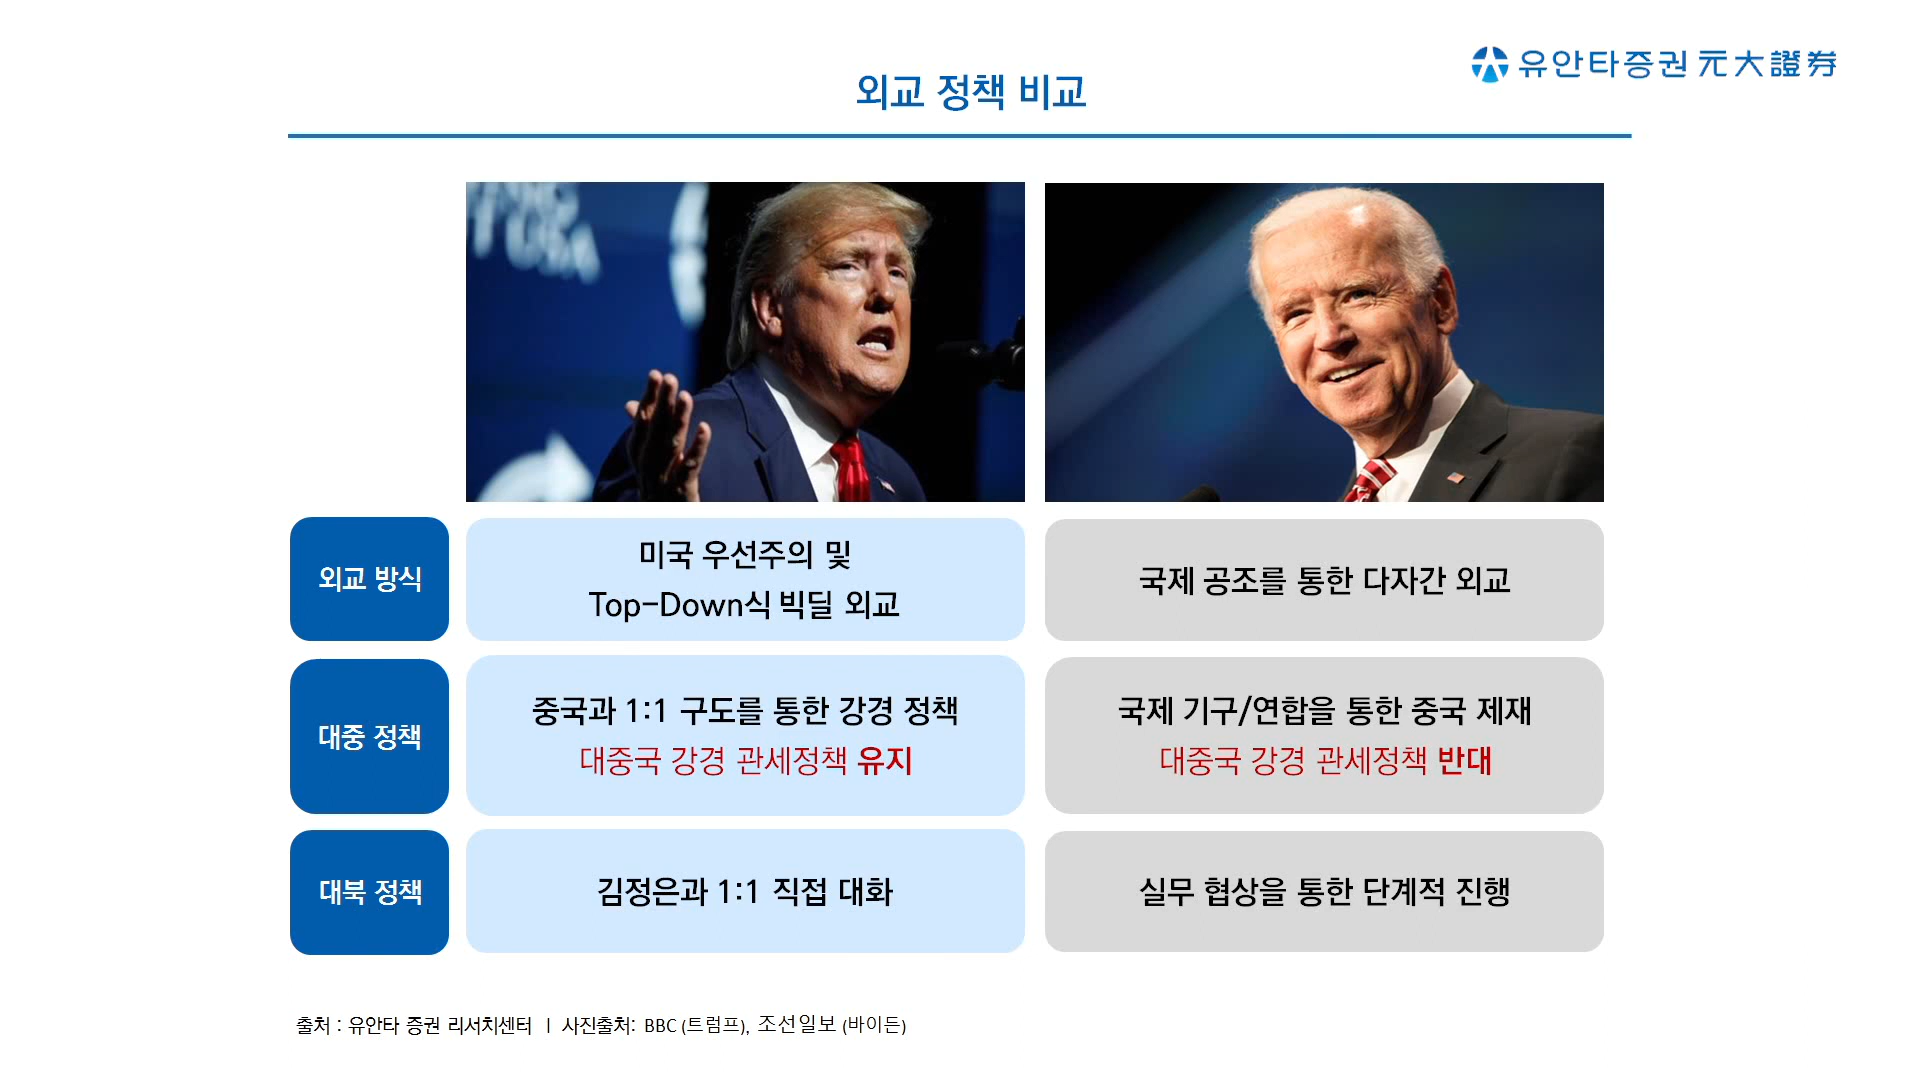 유안타증권 元大證券
외교 정책 비교
USA
외교 방식
미국 우선주의 및
Top-Down식 빅딜 외교
국제 공조를 통한 다자간 외교
대중 정책
중국과 1:1 구도를 통한 강경 정책
대중국 강경 관세정책 유지
국제 기구/연합을 통한 중국 제재
대중국 강경 관세정책 반대
대북 정책
김정은과 1:1 직접 대화
실무 협상을 통한 단계적 진행
출처 : 유안타 증권 리서치센터 ㅣ 사진출처: BBC (트럼프), 조선일보 (바이든)